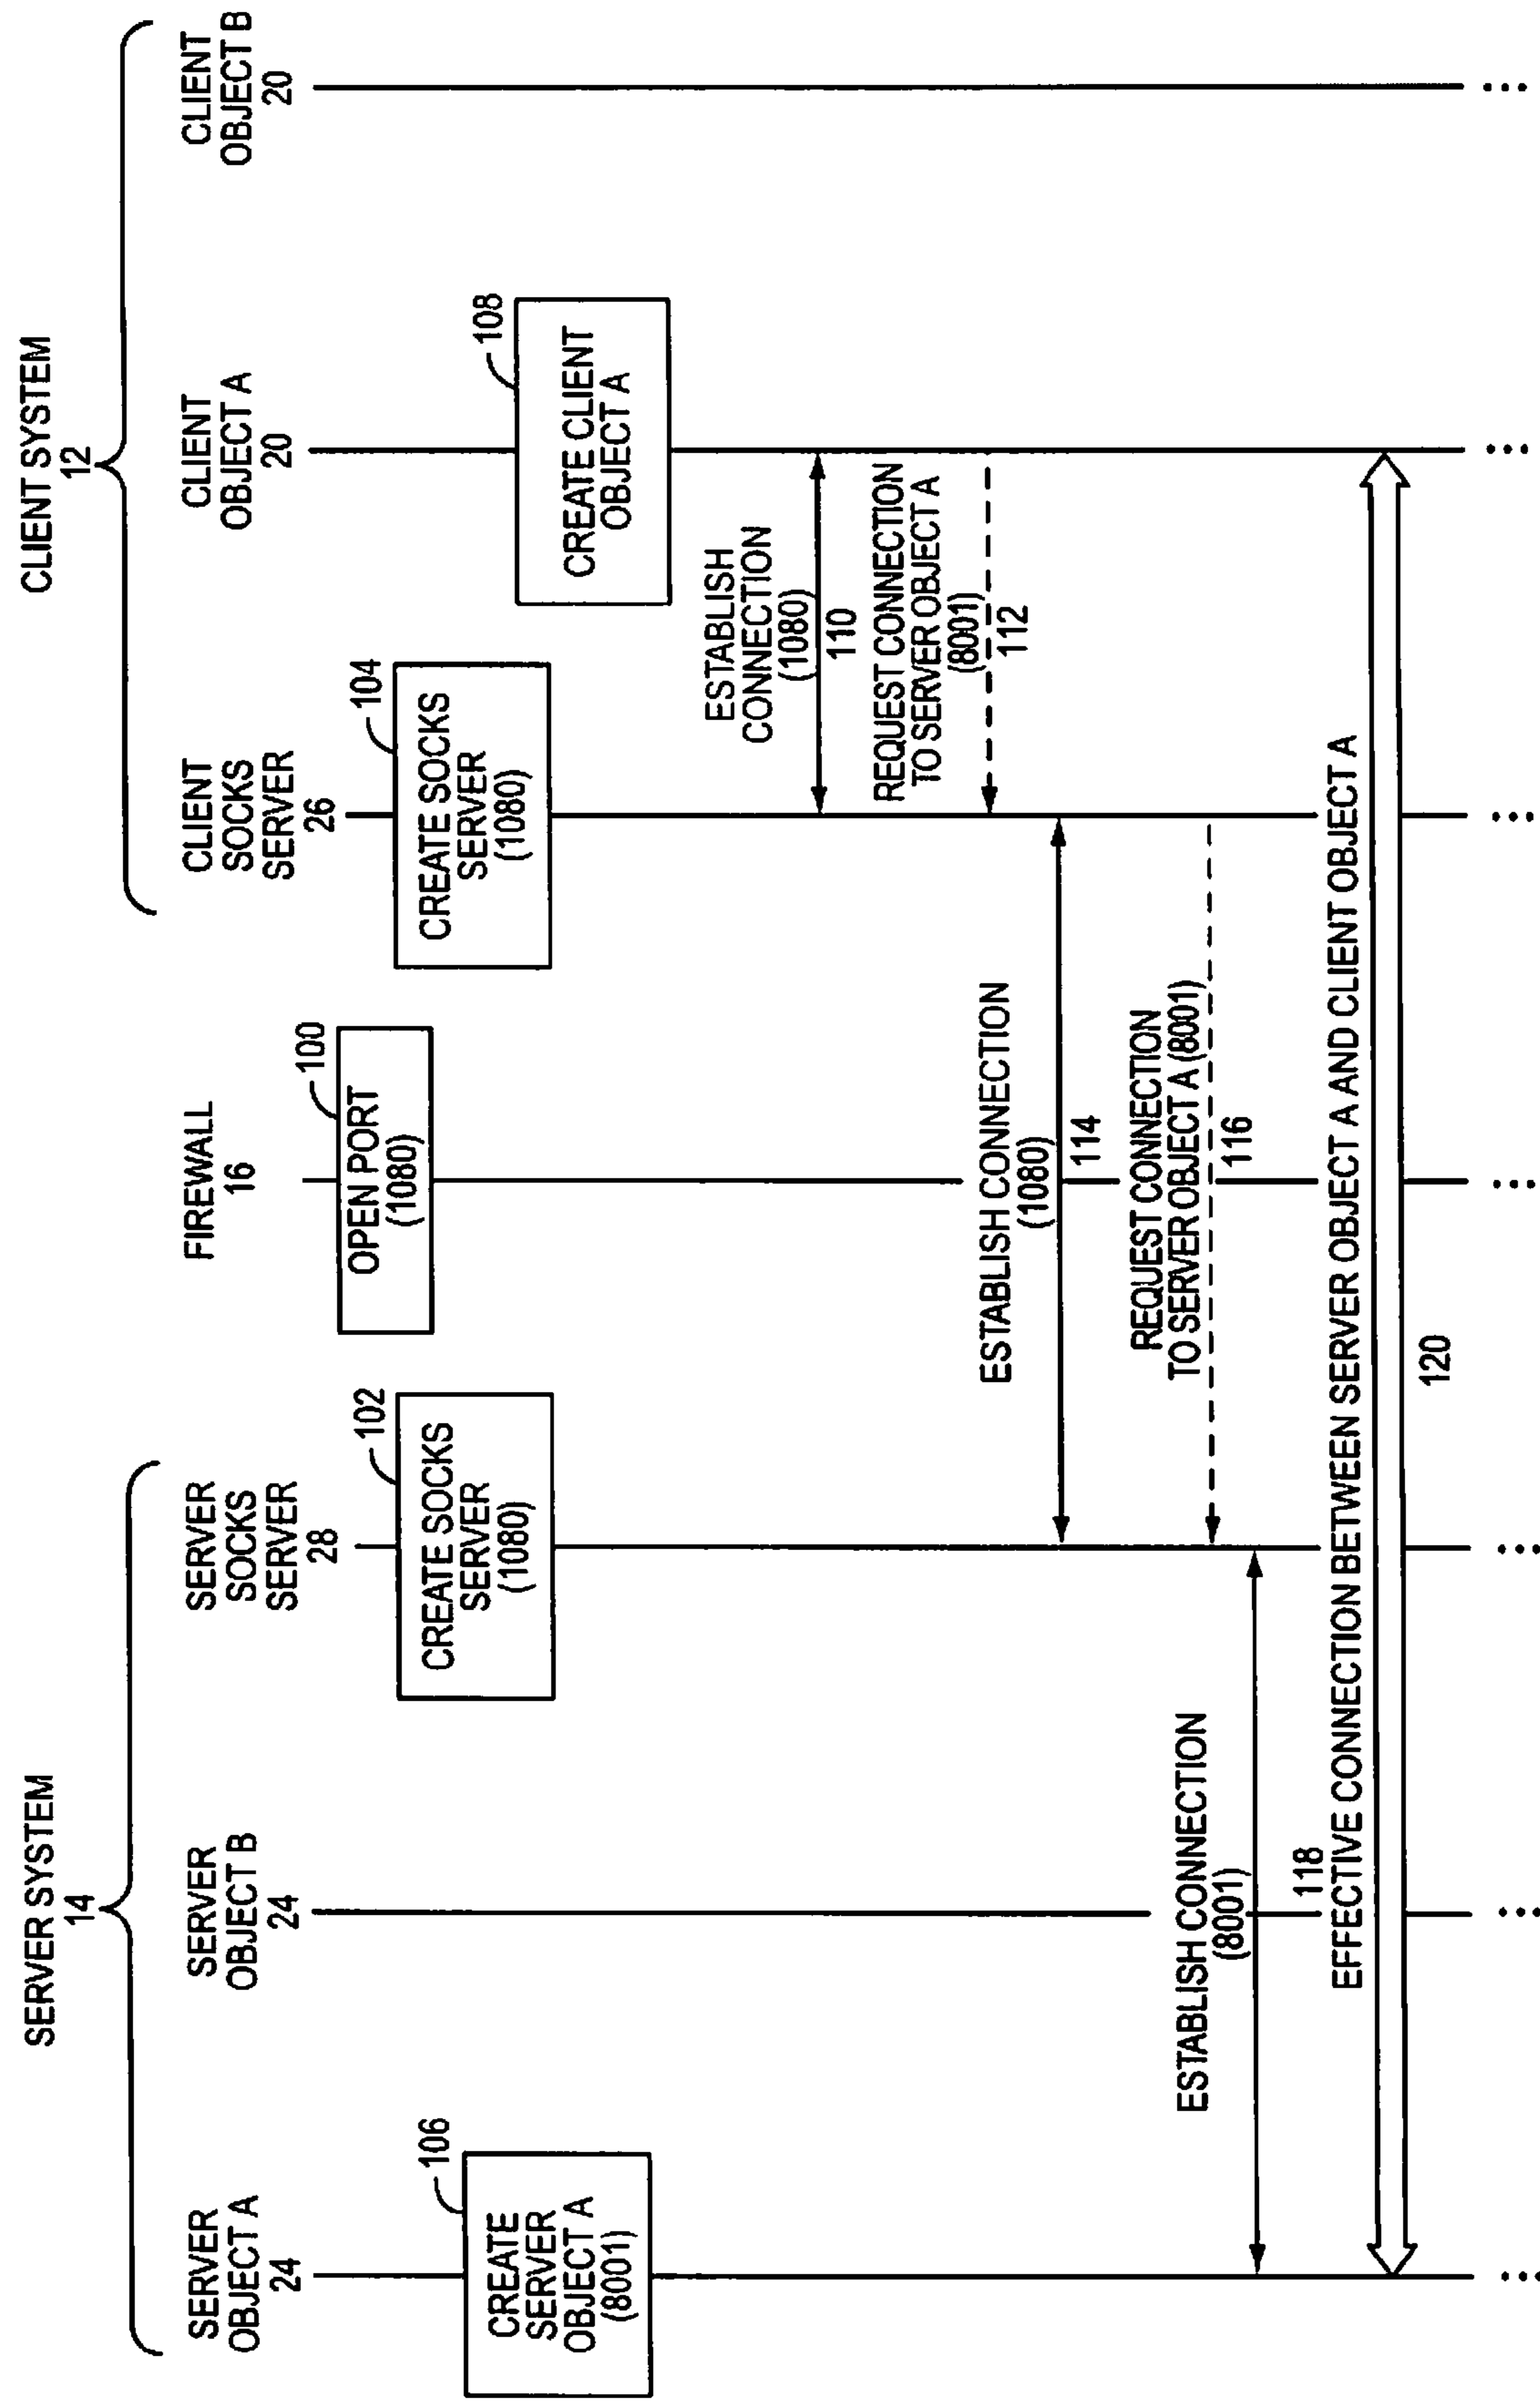 SERVER SYSTEM
14
CLIENT SYSTEM
12
SERVER
OBJECT A
24
SERVER
OBJECT B
24
SERVER
SOCKS
SERVER
28
FIREWALL
16
CLIENT
SOCKS
SERVER
26
CLIENT
OBJECT A
20
CLIENT
OBJECT B
20
100
OPEN PORT
(1080)
102
CREATE SOCKS
SERVER
(1080)
104
CREATE SOCKS
SERVER
(1080)
106
CREATE
SERVER
OBJECT A
(8001)
108
CREATE CLIENT
OBJECT A
ESTABLISH
CONNECTION
(1080)
110
REQUEST CONNECTION
TO SERVER OBJECT A
(8001)
112
ESTABLISH CONNECTION
(1080)
114
REQUEST CONNECTION
TO SERVER OBJECT A (8001)
116
ESTABLISH CONNECTION
(8001)
118
EFFECTIVE CONNECTION BETWEEN SERVER OBJECT A AND CLIENT OBJECT A
120